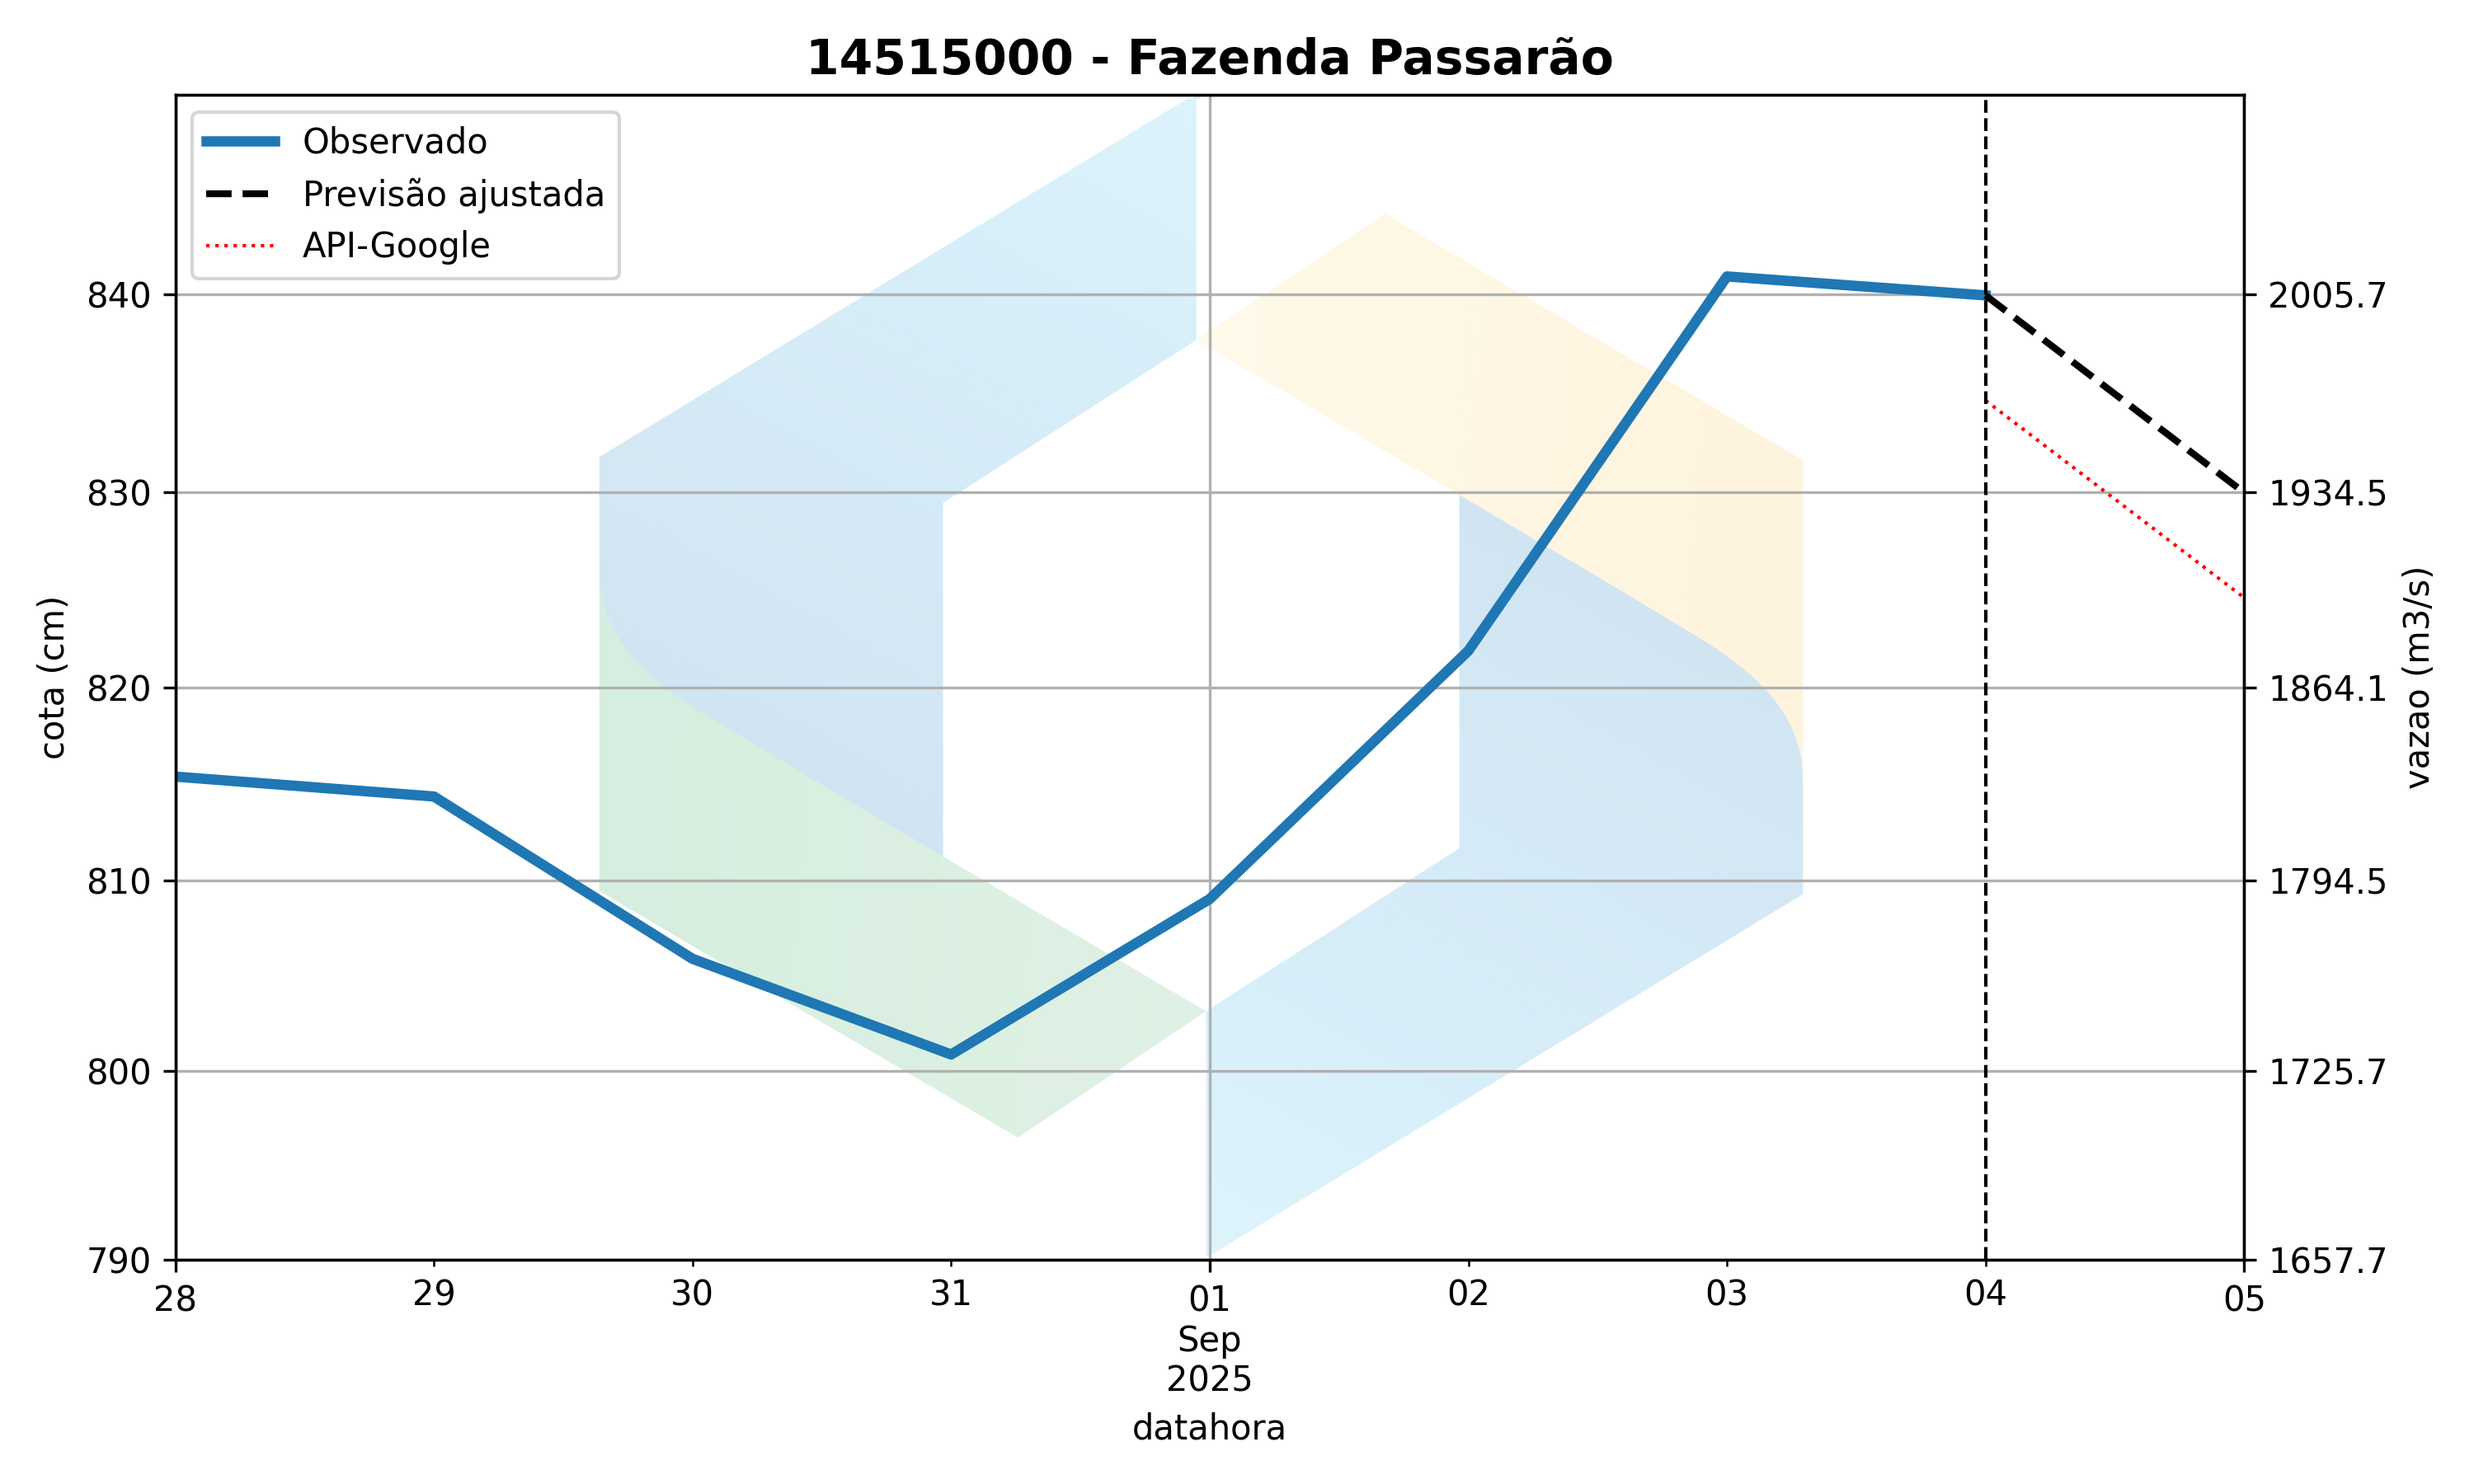 14515000 - Fazenda Passarão
Observado
Previsão ajustada
API-Google
840
830
820
810
800
790
cota (cm)
2005.7
1934.5
1864.1
1794.5
1725.7
1657.7
vazao (m3/s)
28 29 30 31 01 02 03 04 05
Sep
2025
datahora